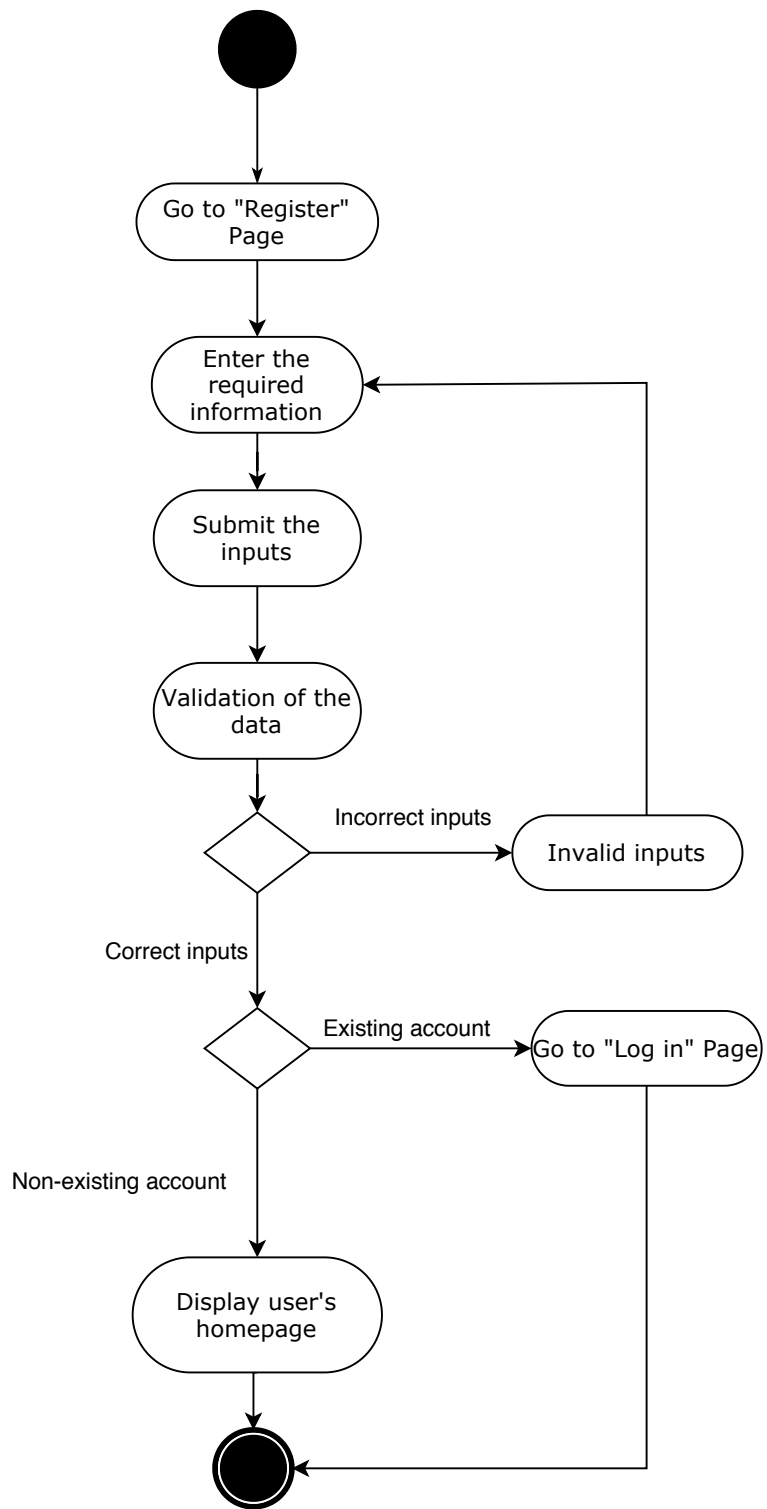 Go to "Register"
Page
Enter the
required
information
Submit the
inputs
Validation of the
data
Incorrect inputs
Invalid inputs
Correct inputs
Existing account
Go to "Log in" Page
Non-existing account
Display user's
homepage